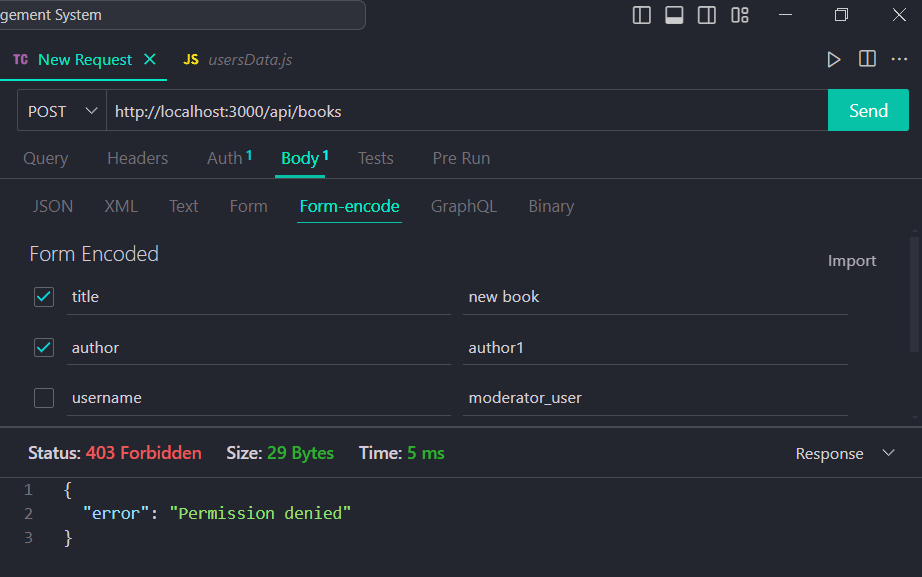 gement System
TC New Request JS usersData.js
POST http://localhost:3000/api/books Send
Query Headers Auth 1 Body 1 Tests Pre Run
JSON XML Text Form Form-encode GraphQL Binary
Form Encoded
Import
title new book
author author1
username moderator_user
Status: 403 Forbidden Size: 29 Bytes Time: 5 ms Response
1 {
2 "error": "Permission denied"
3 }